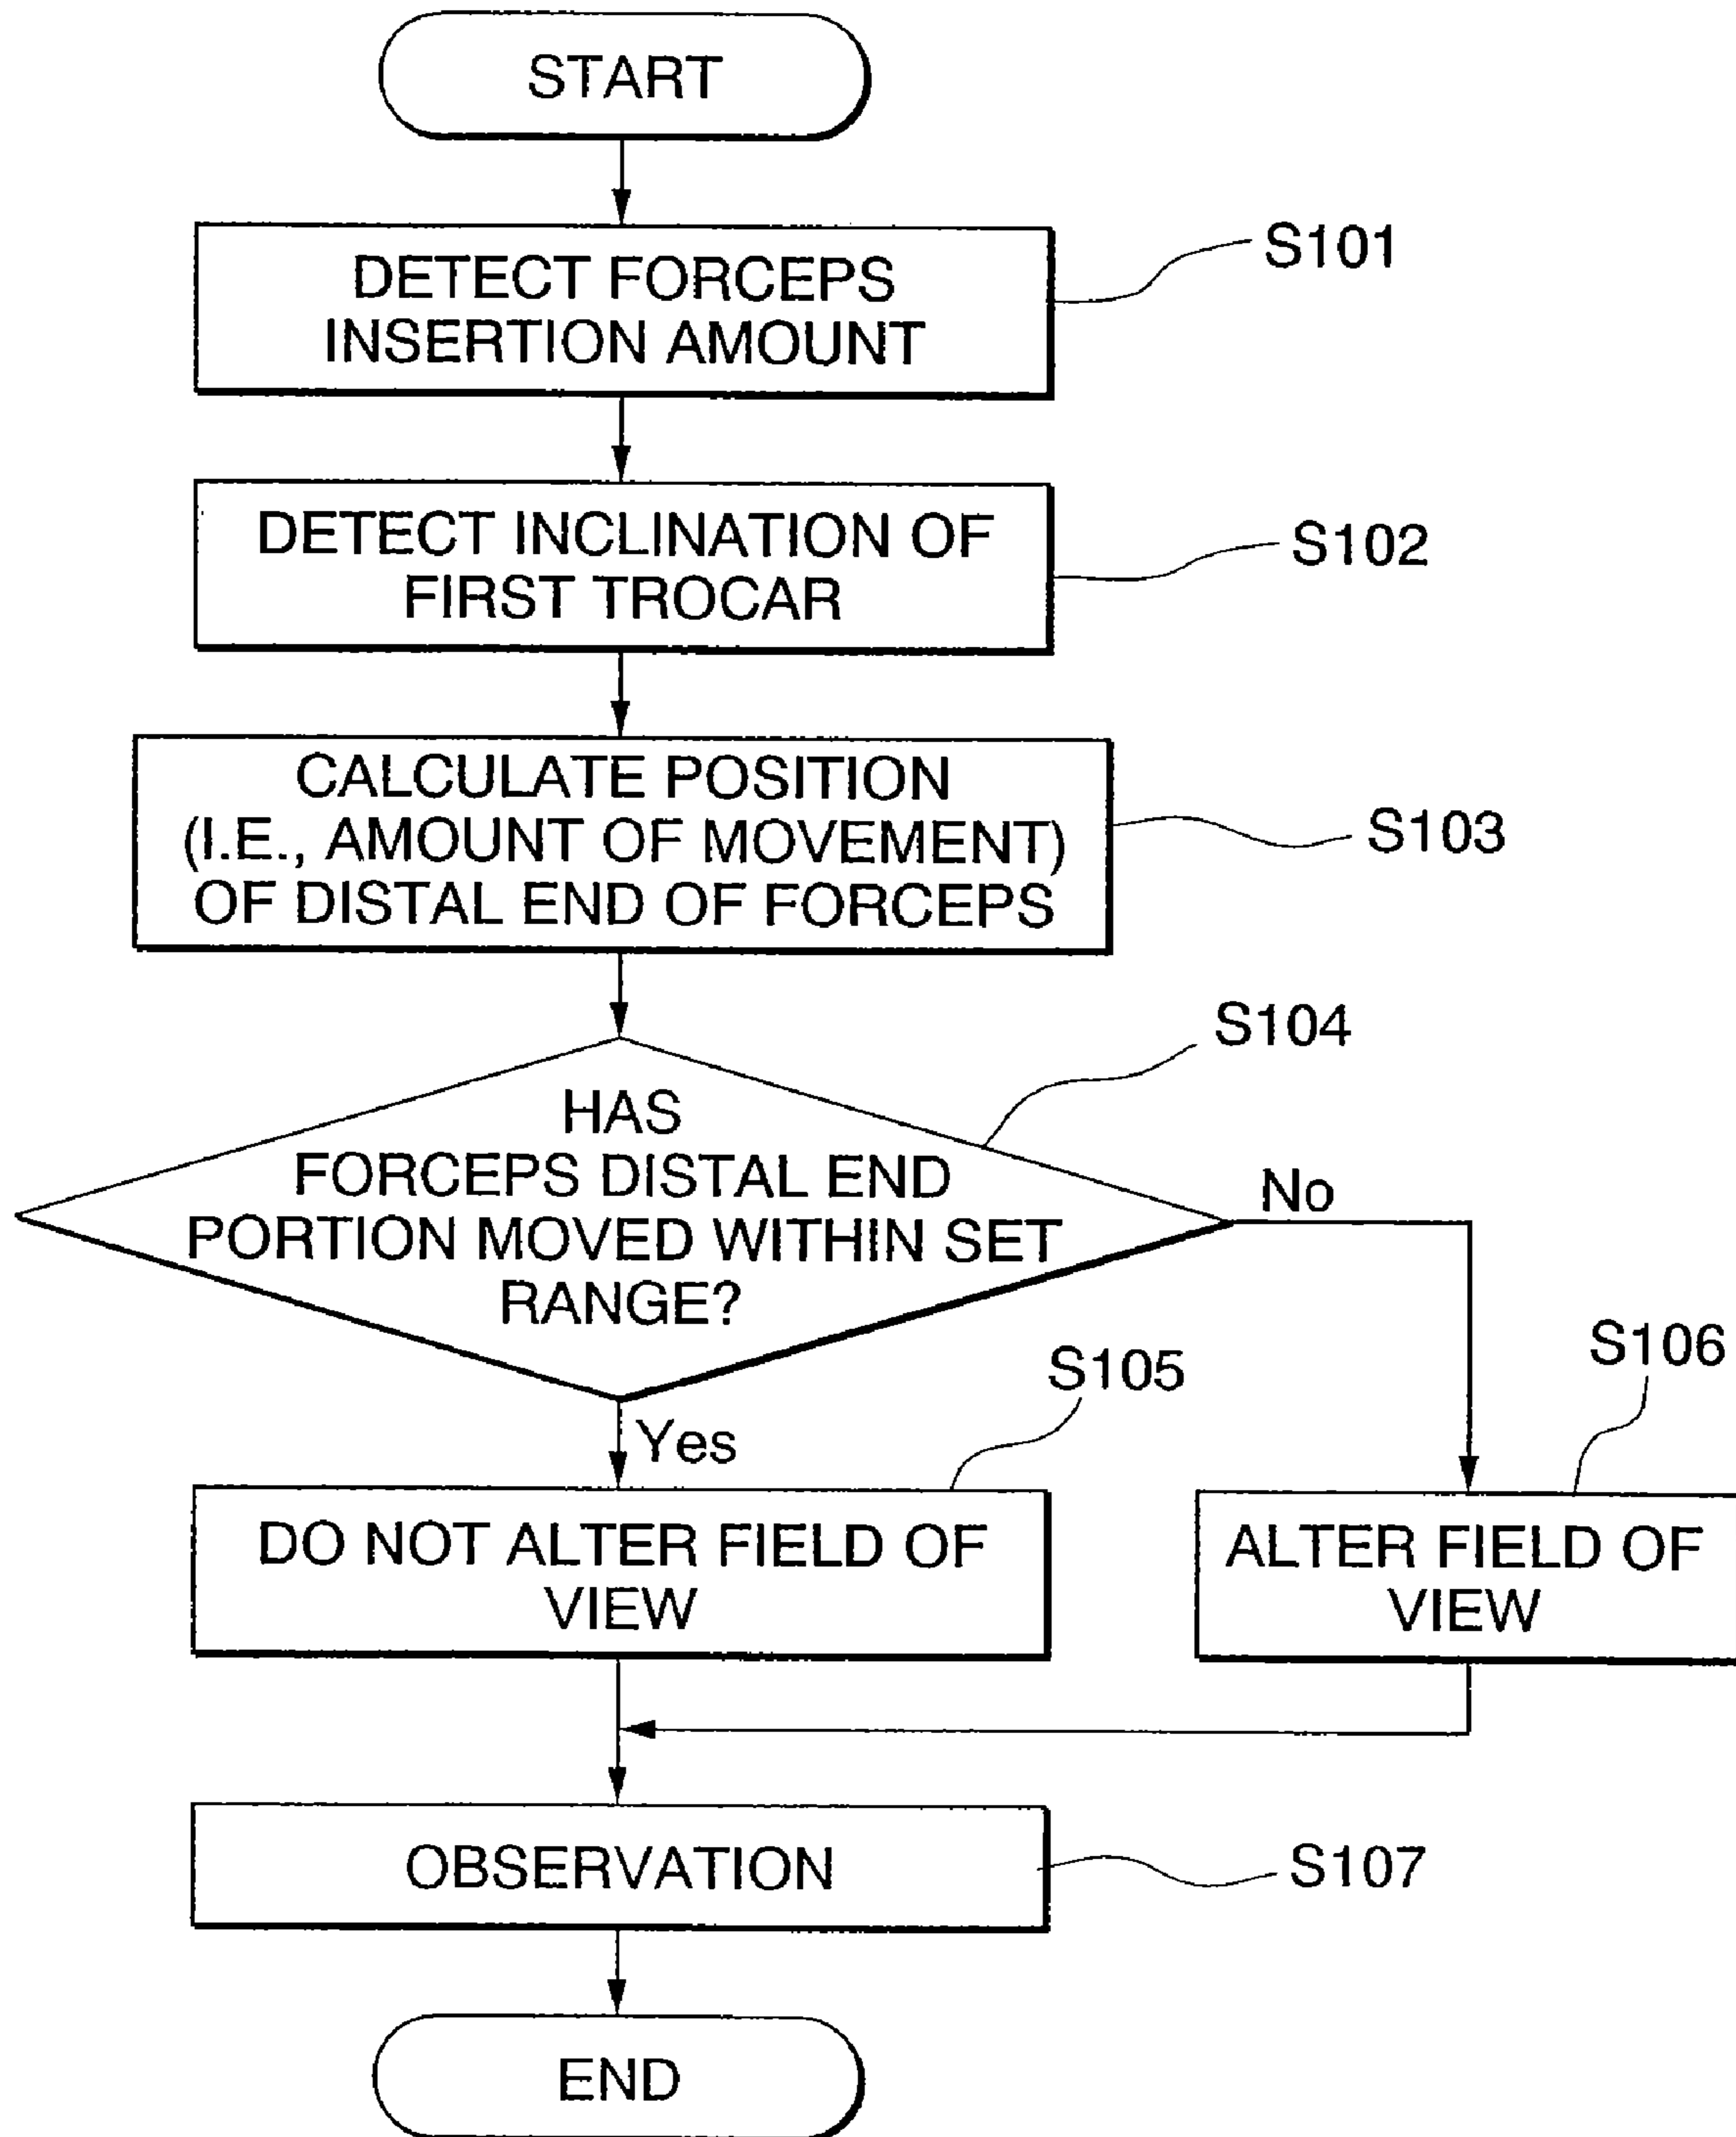 START
S101
DETECT FORCEPS
INSERTION AMOUNT
S102
DETECT INCLINATION OF
FIRST TROCAR
CALCULATE POSITION
(I.E., AMOUNT OF MOVEMENT)
OF DISTAL END OF FORCEPS
S103
S104
HAS
FORCEPS DISTAL END
PORTION MOVED WITHIN SET
RANGE?
No
Yes
S105
S106
DO NOT ALTER FIELD OF
VIEW
ALTER FIELD OF
VIEW
OBSERVATION
S107
END